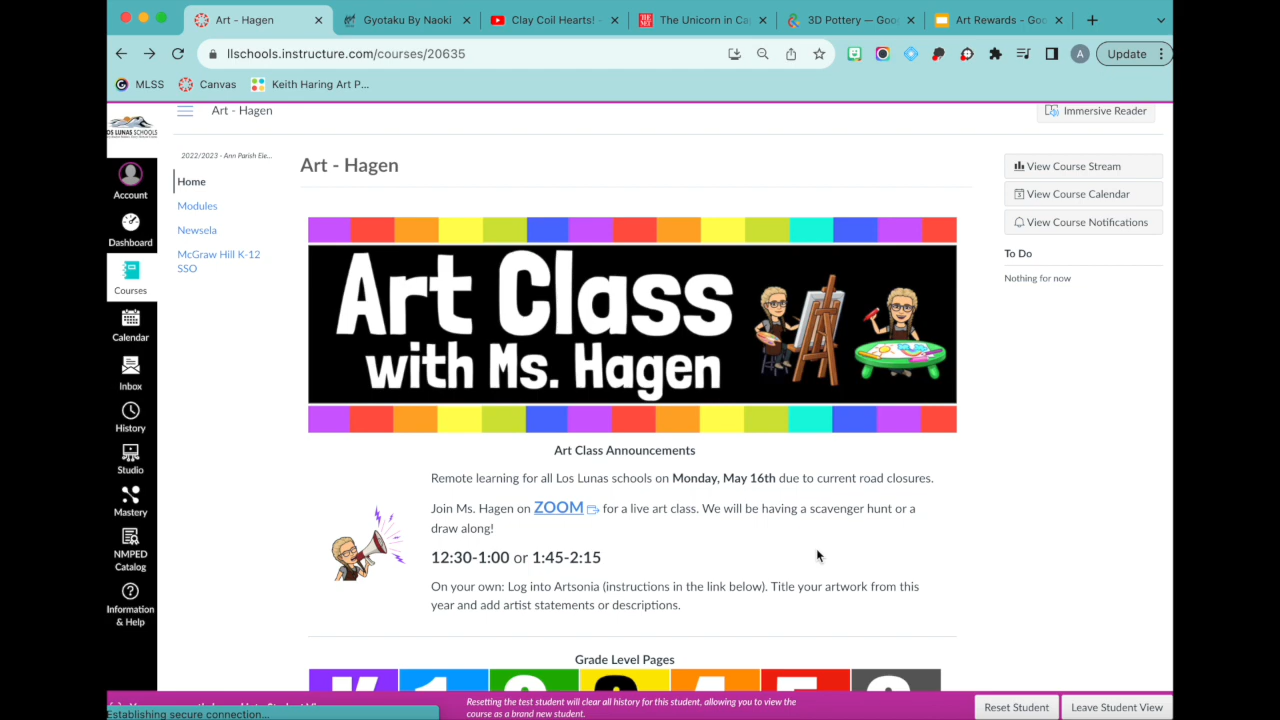 Art - Hagen
Gyotaku By Naoki
Clay Coil Hearts! -
The Unicorn in Ca
3D Pottery — Goo
Art Rewards - Goo
llschools.instructure.com/courses/20635
A
Update
MLSS
Canvas
Keith Haring Art P...
OS LUNAS SCHOOLS
Art - Hagen
Immersive Reader
2022/2023 - Ann Parish Ele...
Home
Modules
Newsela
McGraw Hill K-12
SSO
Account
Dashboard
Courses
Calendar
Inbox
History
Studio
Mastery
NMPED
Catalog
Information
& Help
Art - Hagen
Art Class
with Ms. Hagen
Art Class Announcements
Remote learning for all Los Lunas schools on Monday, May 16th due to current road closures.
Join Ms. Hagen on ZOOM for a live art class. We will be having a scavenger hunt or a
draw along!
12:30-1:00 or 1:45-2:15
On your own: Log into Artsonia (instructions in the link below). Title your artwork from this
year and add artist statements or descriptions.
Grade Level Pages
View Course Stream
View Course Calendar
View Course Notifications
To Do
Nothing for now
Resetting the test student will clear all history for this student, allowing you to view the
course as a brand new student.
Reset Student
Leave Student View
Establishing secure connection...